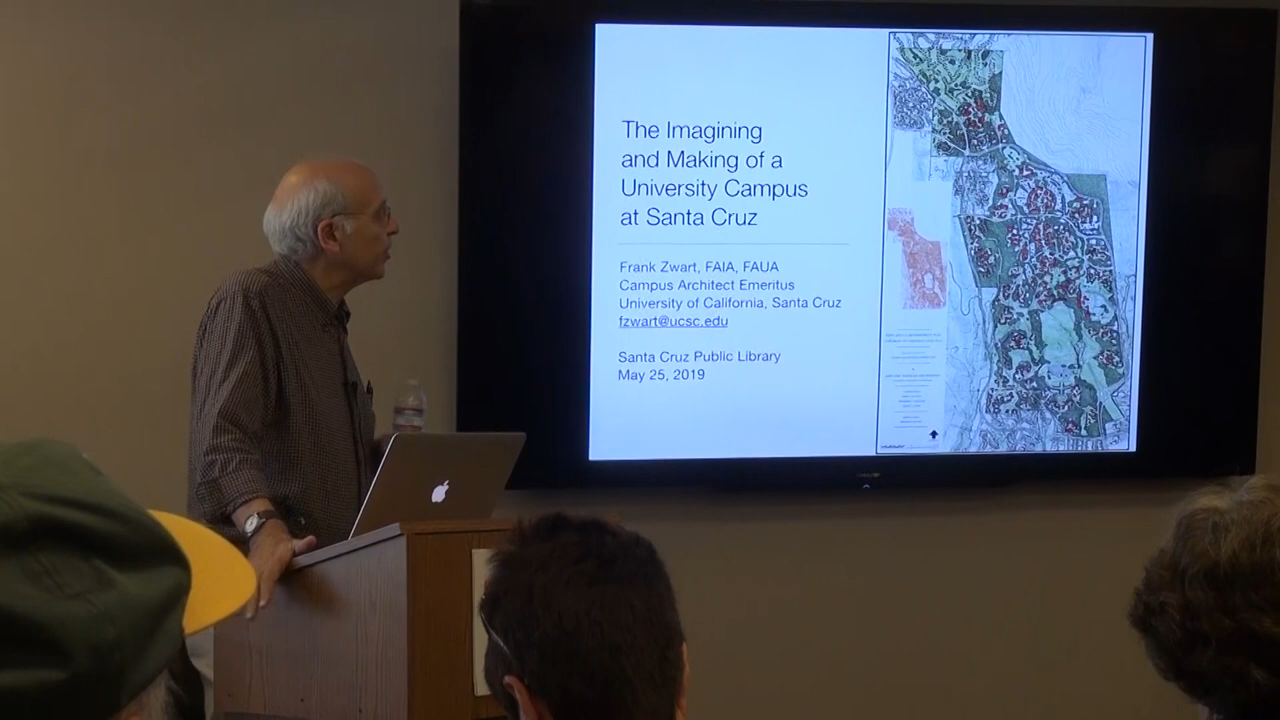 The Imagining
and Making of a
University Campus
at Santa Cruz
Frank Zwart, FAIA, FAUA
Campus Architect Emeritus
University of California, Santa Cruz
fzwart@ucsc.edu
Santa Cruz Public Library
May 25, 2019